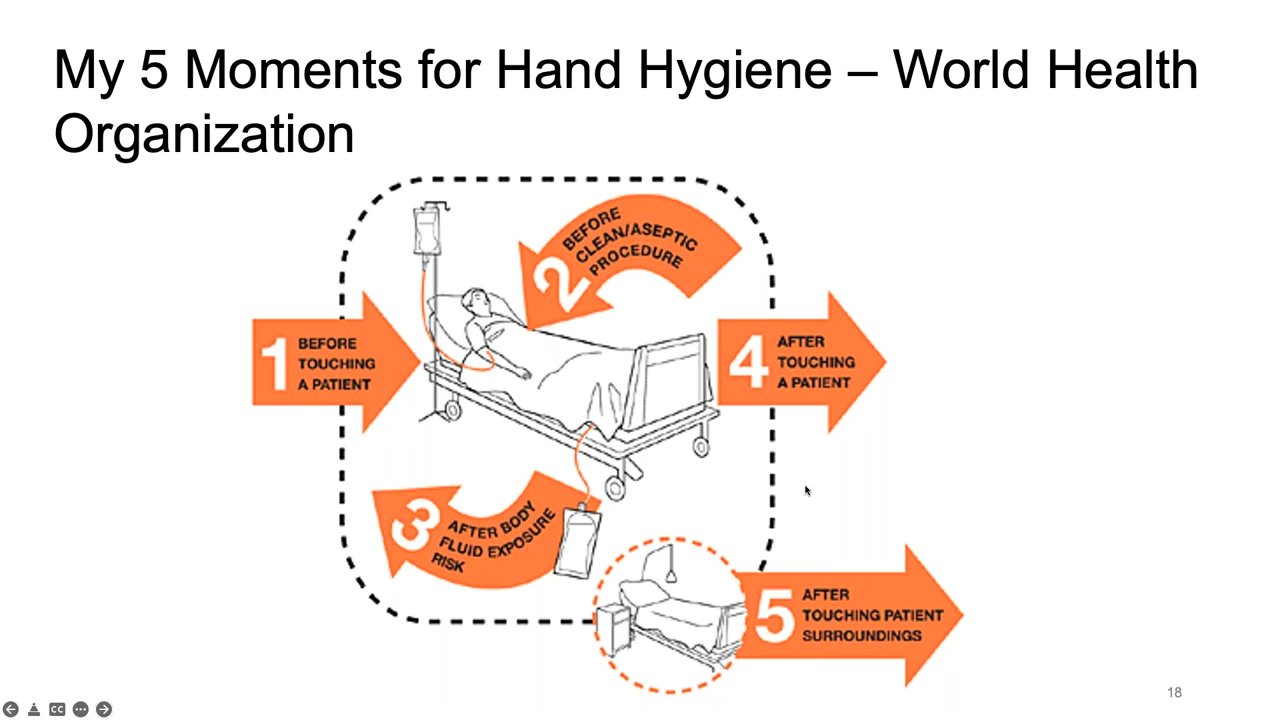 My 5 Moments for Hand Hygiene – World Health
Organization
1
BEFORE
TOUCHING
A PATIENT
2
BEFORE
CLEAN/ASEPTIC
PROCEDURE
3
AFTER BODY
FLUID EXPOSURE
RISK
4
AFTER
TOUCHING
A PATIENT
5
AFTER
TOUCHING PATIENT
SURROUNDINGS
18
CC